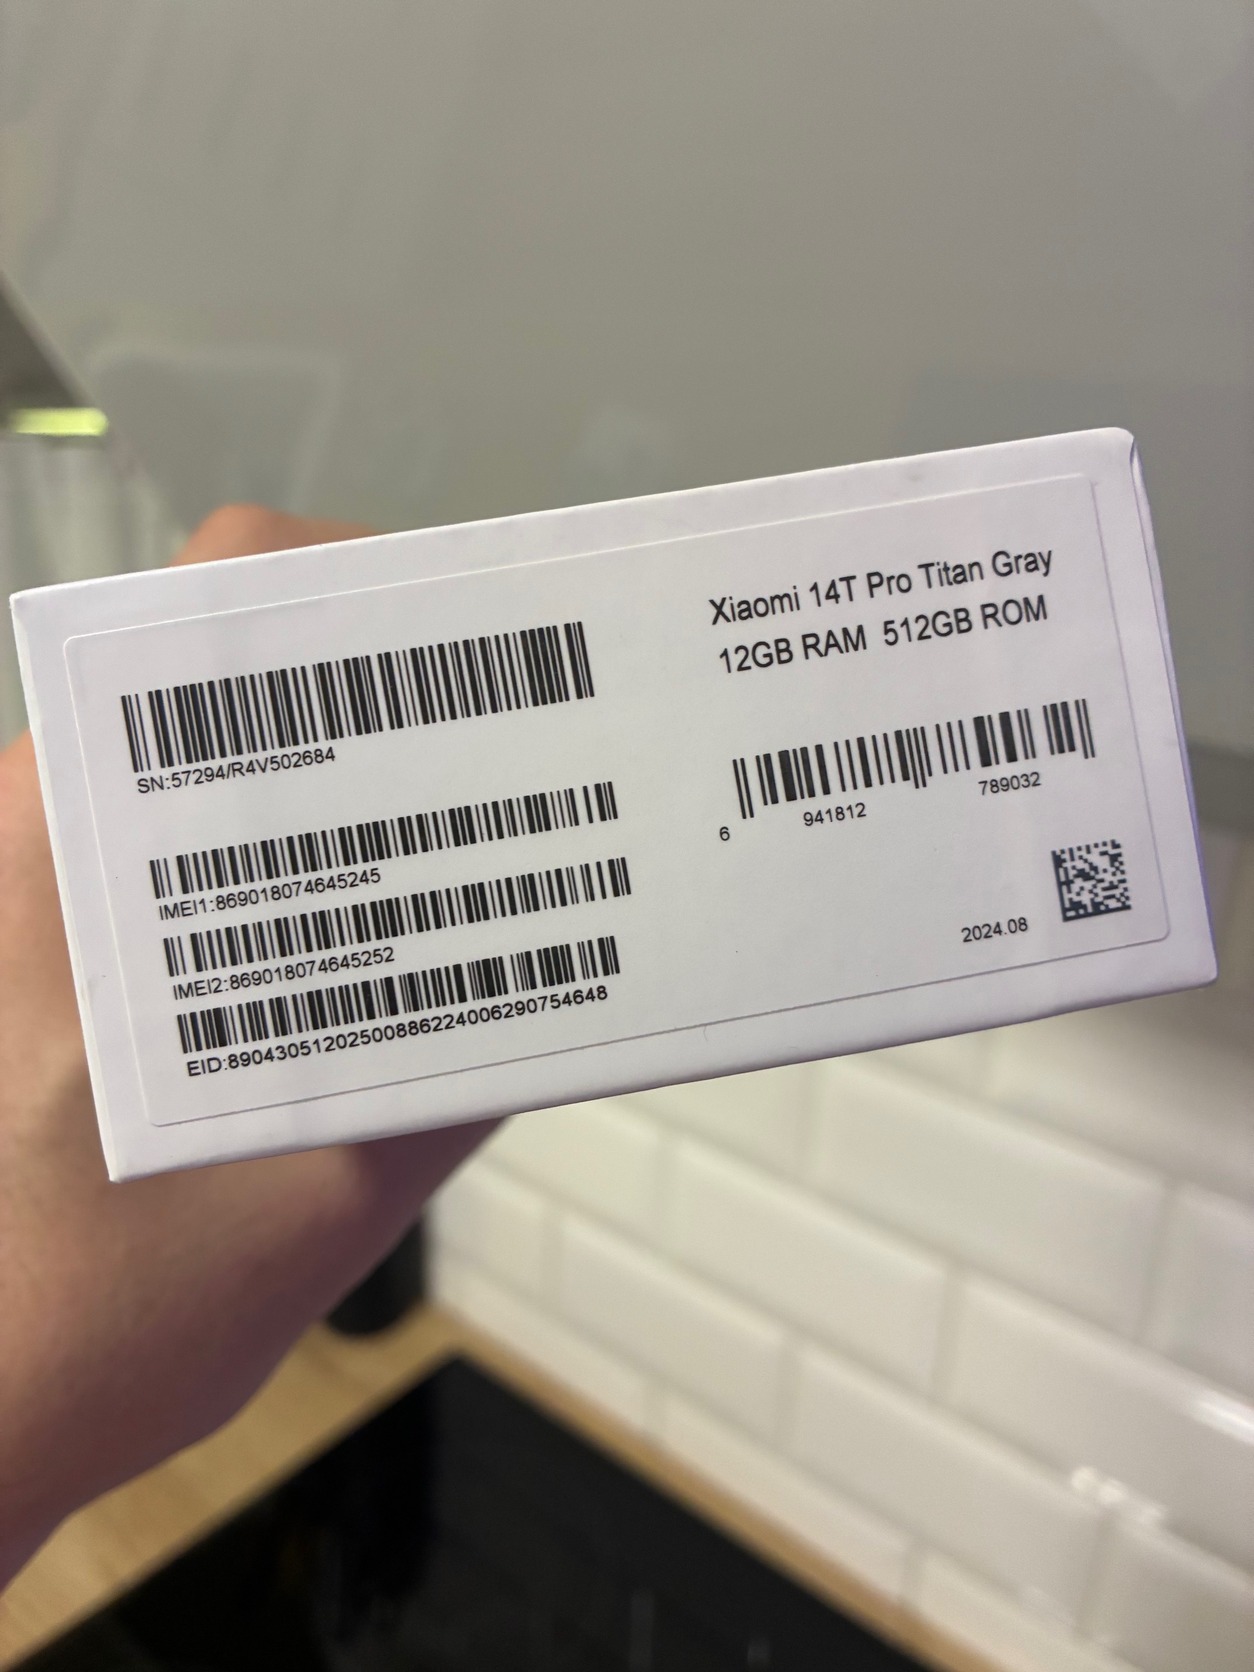 Xiaomi 14T Pro Titan Gray
12GB RAM 512GB ROM
SN:57294/R4V502684
IMEI1:869018074645245
IMEI2:869018074645252
EID:89043051202500886224006290754648
6 941812 789032
2024.08